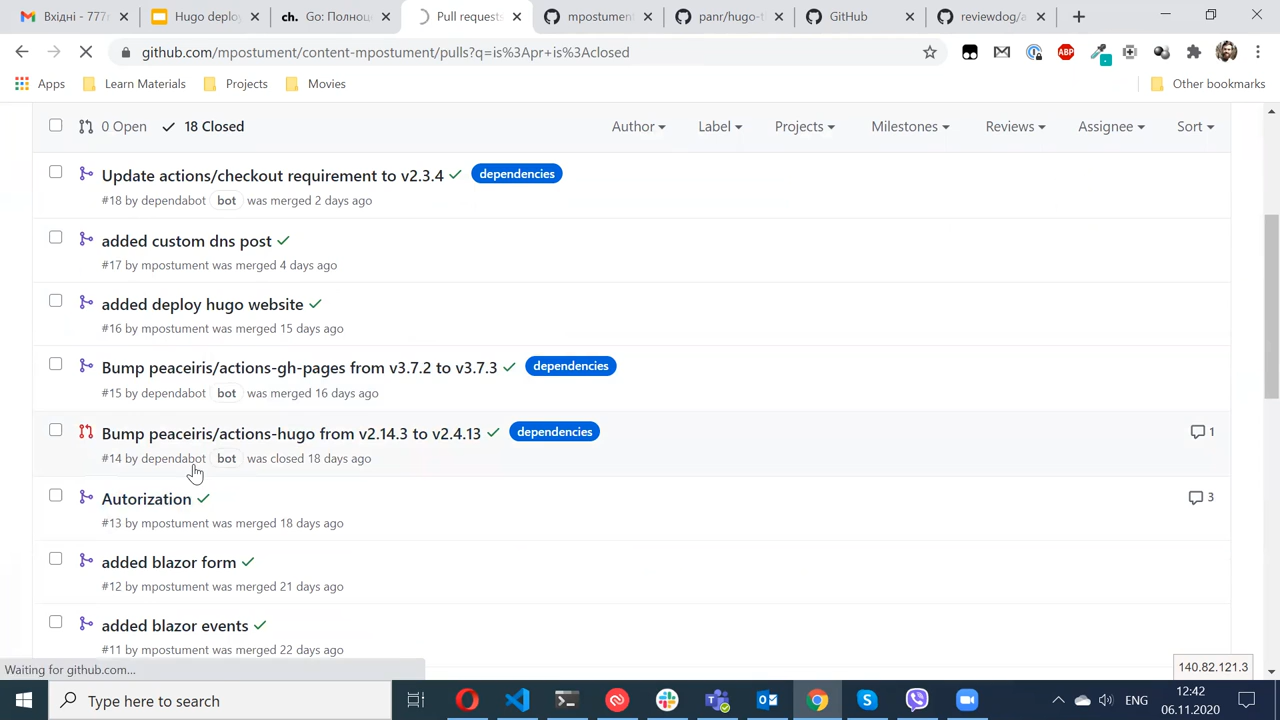 Вхідні - 777
Hugo deploy
ch. Go: Полноц
Pull requests
mpostument
panr/hugo-t
GitHub
reviewdog/a
github.com/mpostument/content-mpostument/pulls?q=is%3Apr+is%3Aclosed
ABP
Apps
Learn Materials
Projects
Movies
Other bookmarks
0 Open
18 Closed
Author
Label
Projects
Milestones
Reviews
Assignee
Sort
Update actions/checkout requirement to v2.3.4 dependencies
#18 by dependabot bot was merged 2 days ago
added custom dns post
#17 by mpostument was merged 4 days ago
added deploy hugo website
#16 by mpostument was merged 15 days ago
Bump peaceiris/actions-gh-pages from v3.7.2 to v3.7.3 dependencies
#15 by dependabot bot was merged 16 days ago
Bump peaceiris/actions-hugo from v2.14.3 to v2.4.13 dependencies 1
#14 by dependabot bot was closed 18 days ago
Autorization 3
#13 by mpostument was merged 18 days ago
added blazor form
#12 by mpostument was merged 21 days ago
added blazor events
#11 by mpostument was merged 22 days ago
Waiting for github.com...
140.82.121.3
Type here to search
ENG
12:42
06.11.2020